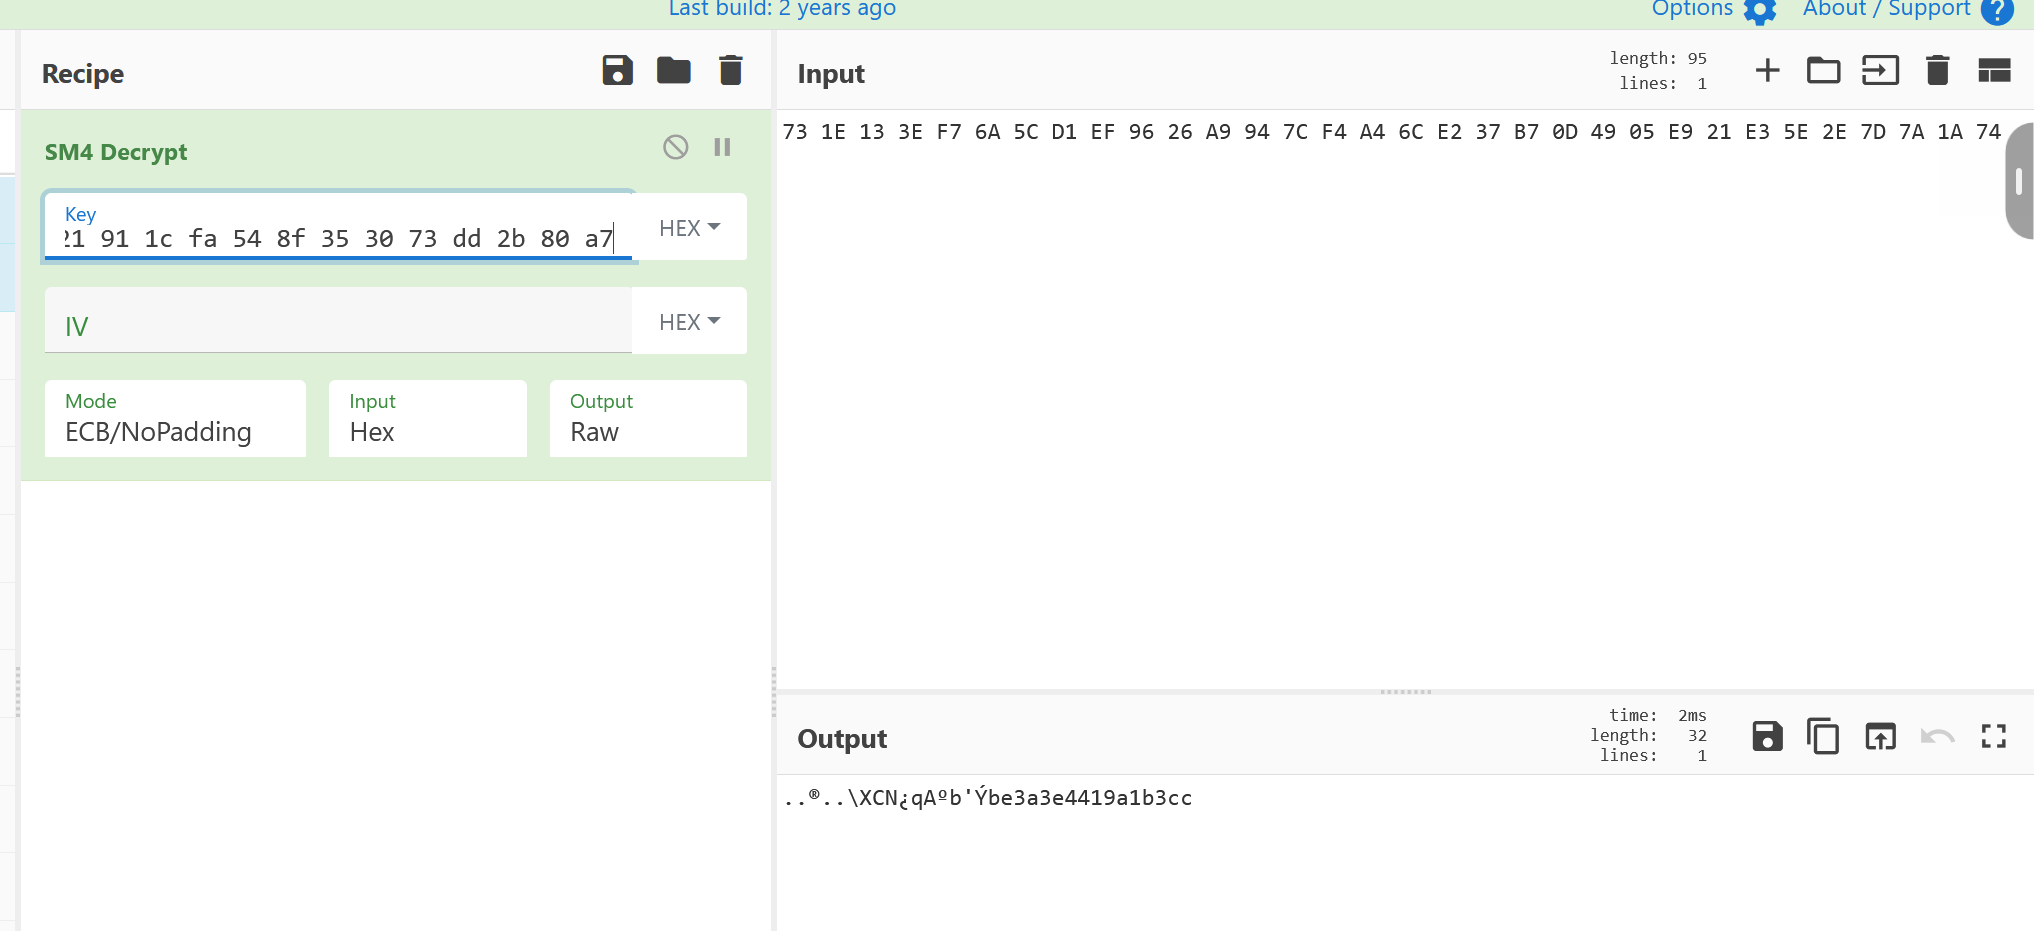 Last build: 2 years ago
Options
About / Support
Recipe
SM4 Decrypt
Key
21 91 1c fa 54 8f 35 30 73 dd 2b 80 a7
HEX
IV
HEX
Mode
ECB/NoPadding
Input
Hex
Output
Raw
Input
length: 95
lines: 1
73 1E 13 3E F7 6A 5C D1 EF 96 26 A9 94 7C F4 A4 6C E2 37 B7 0D 49 05 E9 21 E3 5E 2E 7D 7A 1A 74
Output
time: 2ms
length: 32
lines: 1
..®..\XCN¿qAºb'Ýbe3a3e4419a1b3cc